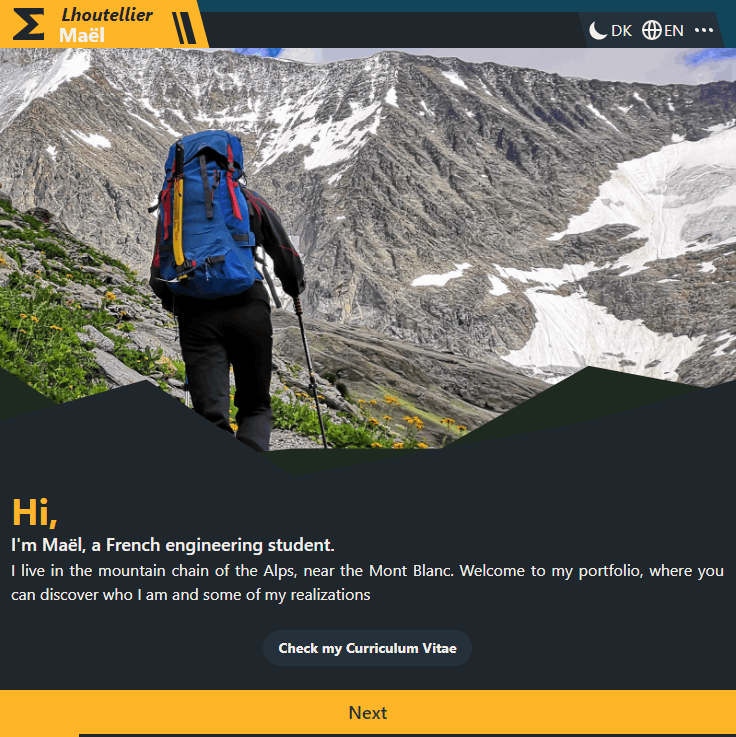 Lhoutellier
Maël
DK EN
Hi,
I'm Maël, a French engineering student.
I live in the mountain chain of the Alps, near the Mont Blanc. Welcome to my portfolio, where you
can discover who I am and some of my realizations
Check my Curriculum Vitae
Next